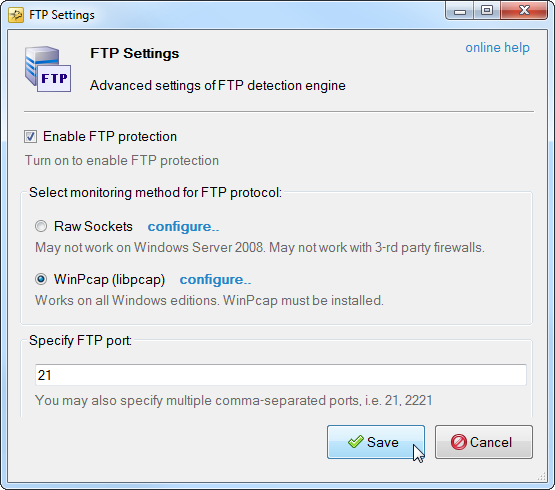 FTP Settings
FTP Settings
online help
FTP
Advanced settings of FTP detection engine
Enable FTP protection
Turn on to enable FTP protection
Select monitoring method for FTP protocol:
Raw Sockets configure..
May not work on Windows Server 2008. May not work with 3-rd party firewalls.
WinPcap (libpcap) configure..
Works on all Windows editions. WinPcap must be installed.
Specify FTP port:
21
You may also specify multiple comma-separated ports, i.e. 21, 2221
Save Cancel